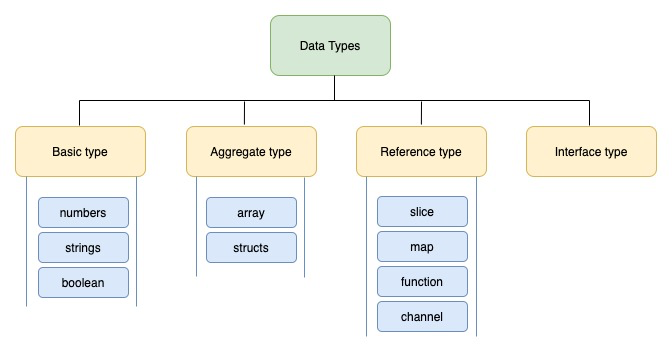 Data Types
Basic type
Aggregate type
Reference type
Interface type
numbers
strings
boolean
array
structs
slice
map
function
channel